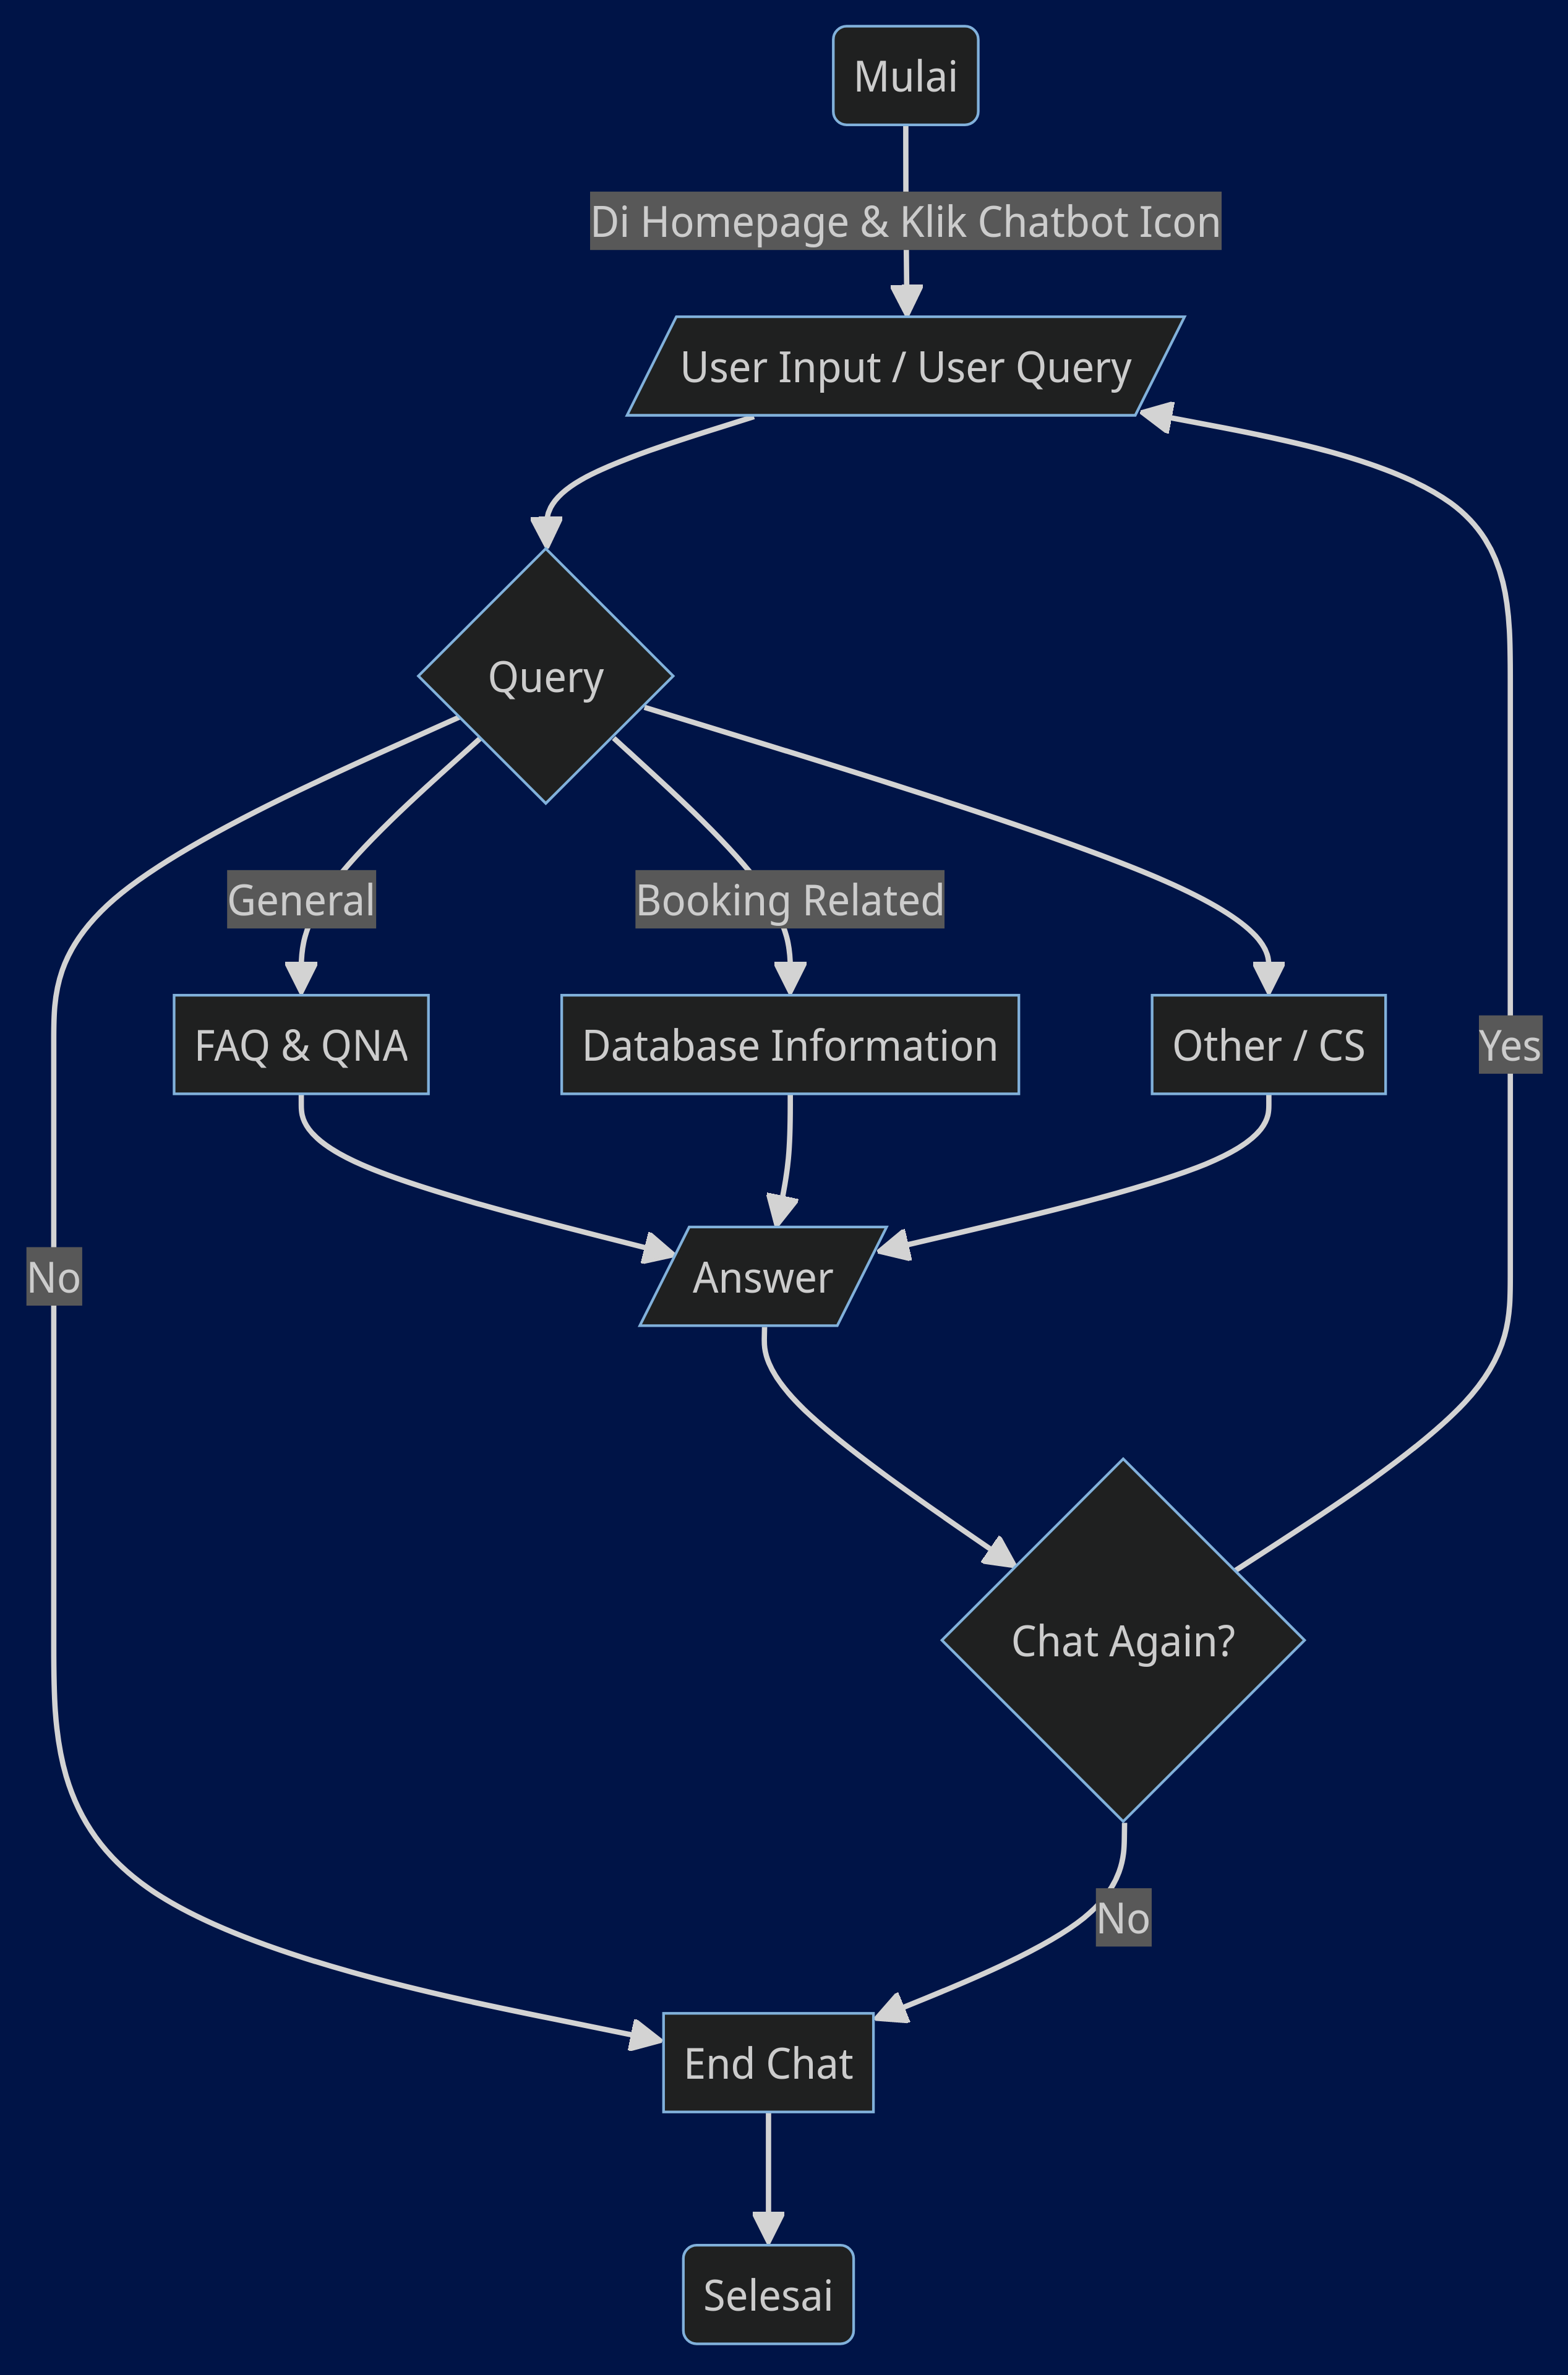 Mulai
Di Homepage & Klik Chatbot Icon
User Input / User Query
Query
General
Booking Related
FAQ & QNA
Database Information
Other / CS
Yes
No
Answer
Chat Again?
No
End Chat
Selesai